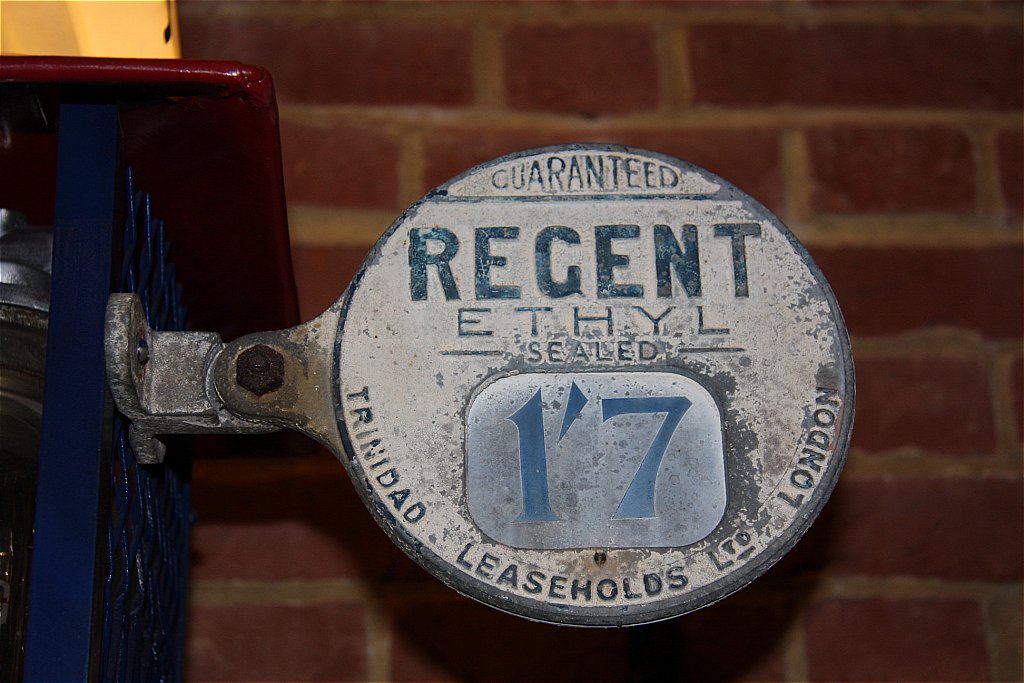 GUARANTEED
REGENT
ETHYL
SEALED
1'7
TRINIDAD LEASEHOLDS LTD LONDON